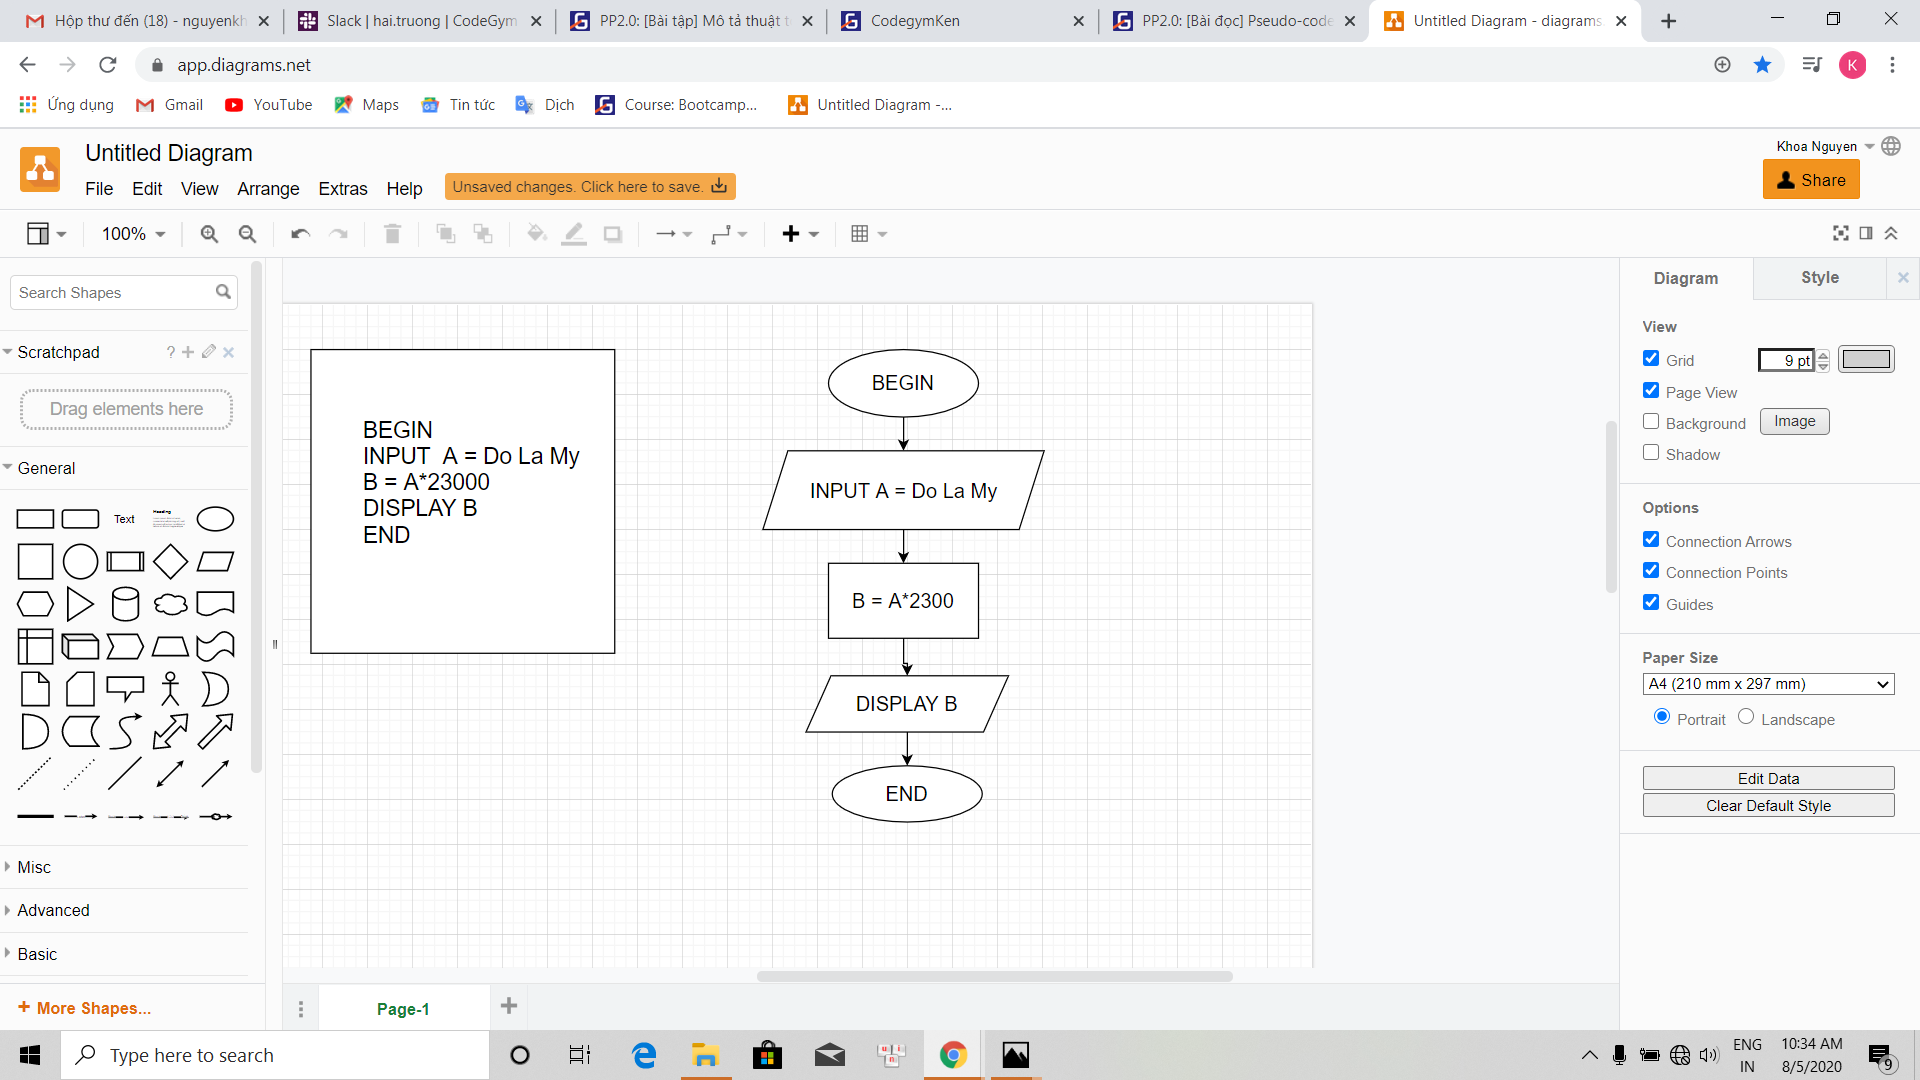 Hộp thư đến (18) - nguyenkh
Slack | hai.truong | CodeGym
PP2.0: [Bài tập] Mô tả thuật t
CodegymKen
PP2.0: [Bài đọc] Pseudo-code
Untitled Diagram - diagrams
app.diagrams.net
K
Ứng dụng
Gmail
YouTube
Maps
Tin tức
Dịch
Course: Bootcamp...
Untitled Diagram -...
Untitled Diagram
Khoa Nguyen
File
Edit
View
Arrange
Extras
Help
Unsaved changes. Click here to save.
Share
100%
Search Shapes
Scratchpad
?
Drag elements here
General
Text
Heading
Misc
Advanced
Basic
+ More Shapes...
BEGIN
INPUT  A = Do La My
B = A*23000
DISPLAY B
END
BEGIN
INPUT A = Do La My
B = A*2300
DISPLAY B
END
Page-1
Diagram
Style
View
Grid
9 pt
Page View
Background
Image
Shadow
Options
Connection Arrows
Connection Points
Guides
Paper Size
A4 (210 mm x 297 mm)
Portrait
Landscape
Edit Data
Clear Default Style
Type here to search
ENG
IN
10:34 AM
8/5/2020
9